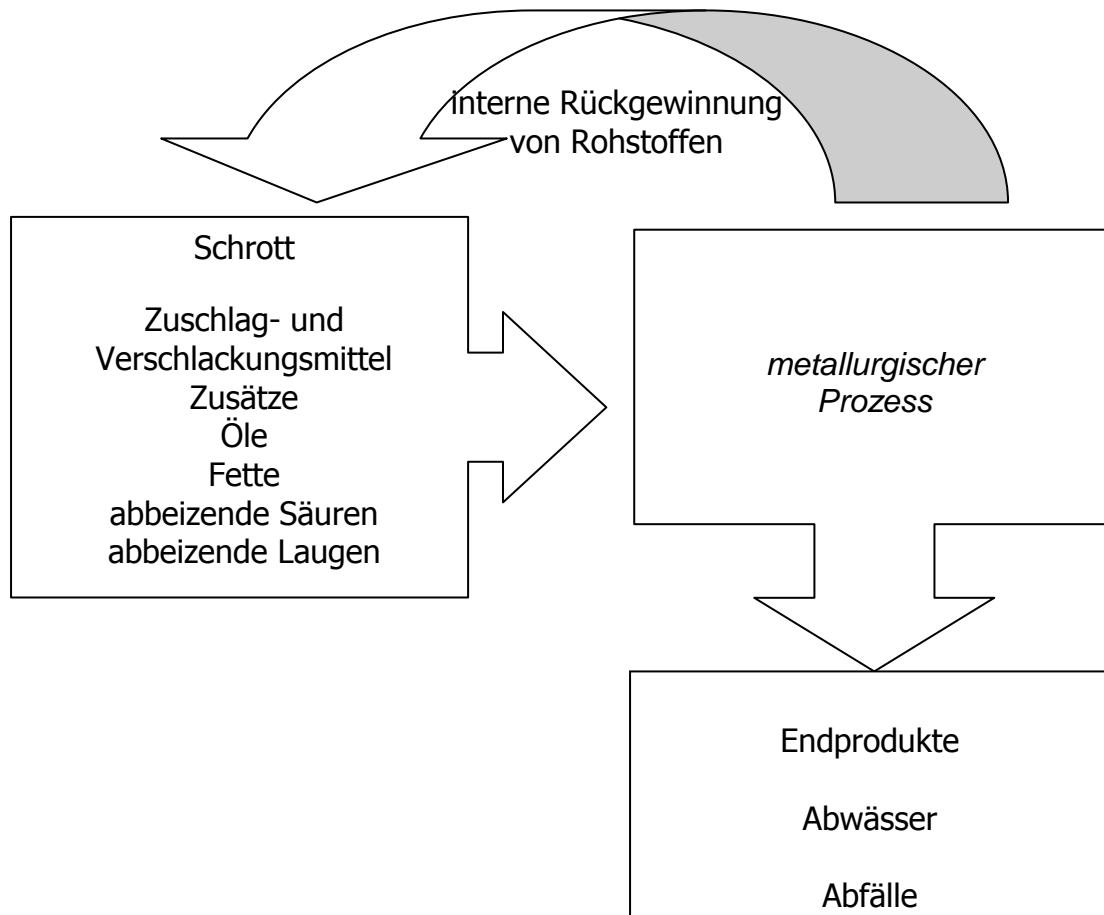 interne Rückgewinnung
von Rohstoffen
Schrott
Zuschlag- und
Verschlackungsmittel
Zusätze
Öle
Fette
abbeizende Säuren
abbeizende Laugen
metallurgischer
Prozess
Endprodukte
Abwässer
Abfälle